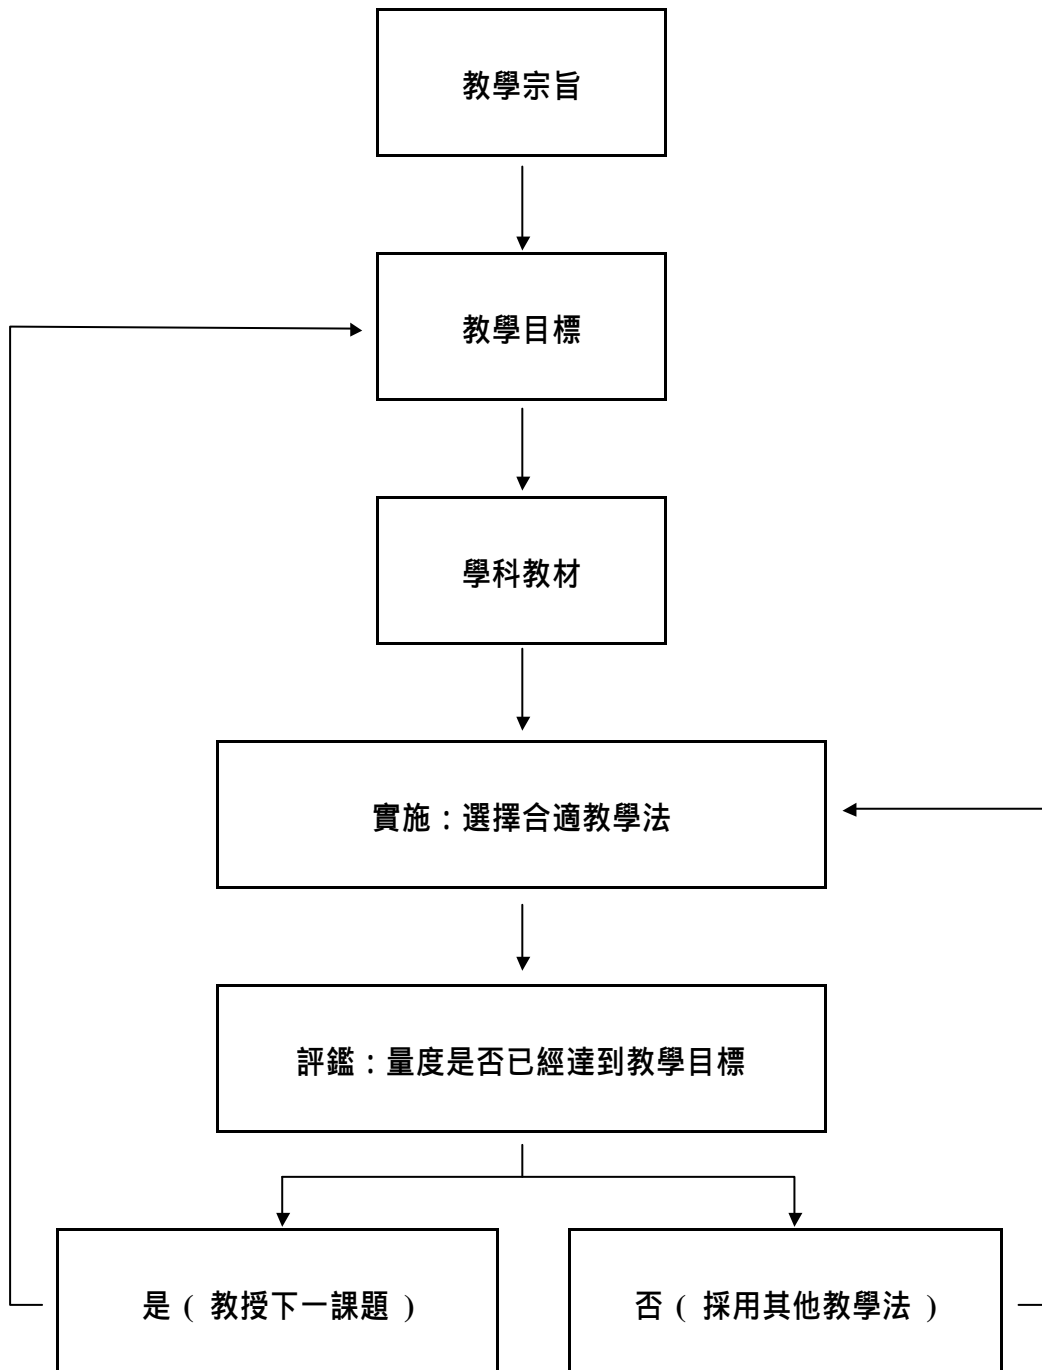 教學宗旨
教學目標
學科教材
實施：選擇合適教學法
評鑑：量度是否已經達到教學目標
是 ( 教授下一課題 )
否 ( 採用其他教學法 )